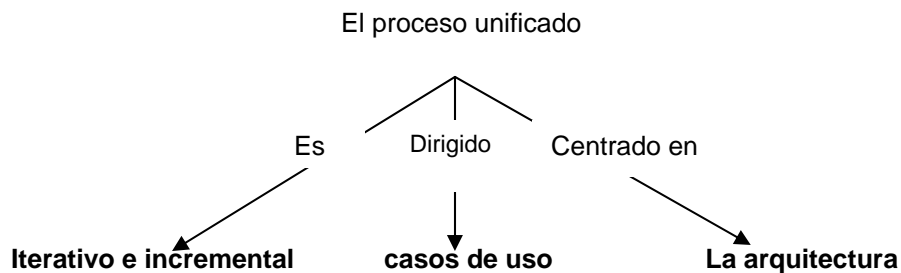 El proceso unificado
Es Dirigido Centrado en
Iterativo e incremental casos de uso La arquitectura